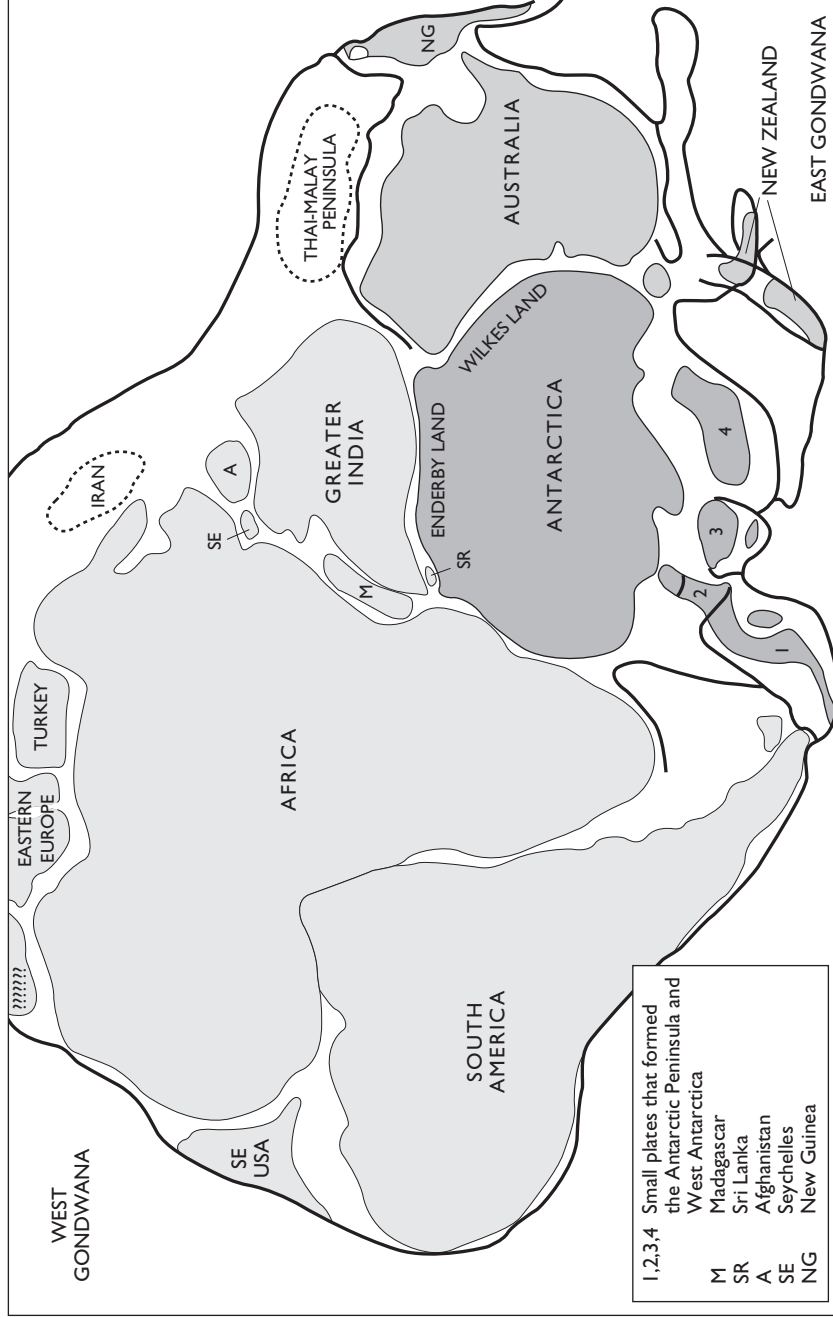 WEST
GONDWANA
???????
EASTERN
EUROPE
TURKEY
IRAN
THAI-MALAY
PENINSULA
NG
SE
USA
AFRICA
SE
A
M
GREATER
INDIA
SR
ENDERBY LAND
WILKES LAND
AUSTRALIA
SOUTH
AMERICA
ANTARCTICA
1
2
3
4
NEW ZEALAND
EAST GONDWANA
1,2,3,4 Small plates that formed
the Antarctic Peninsula and
West Antarctica
M Madagascar
SR Sri Lanka
A Afghanistan
SE Seychelles
NG New Guinea